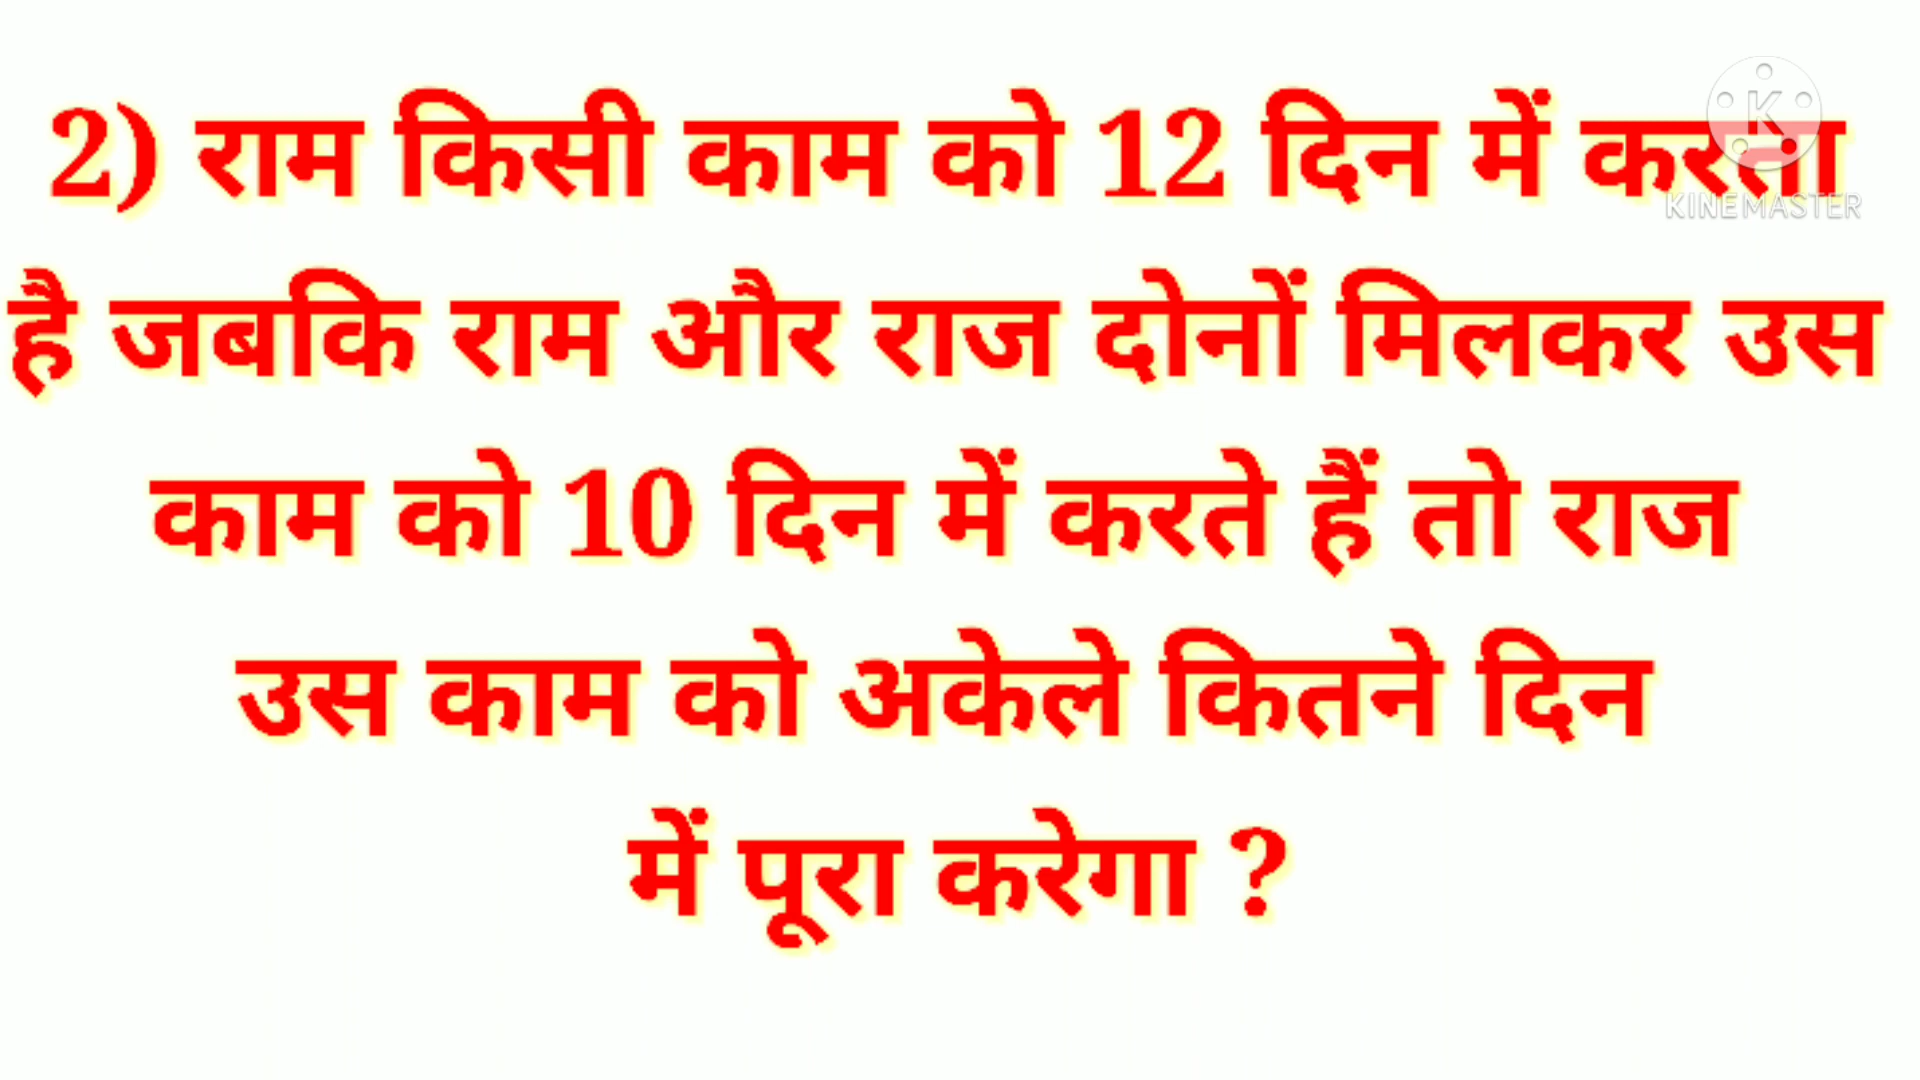 2) राम किसी काम को 12 दिन में करता
है जबकि राम और राज दोनों मिलकर उस
काम को 10 दिन में करते हैं तो राज
उस काम को अकेले कितने दिन
में पूरा करेगा ?
K
KINEMASTER